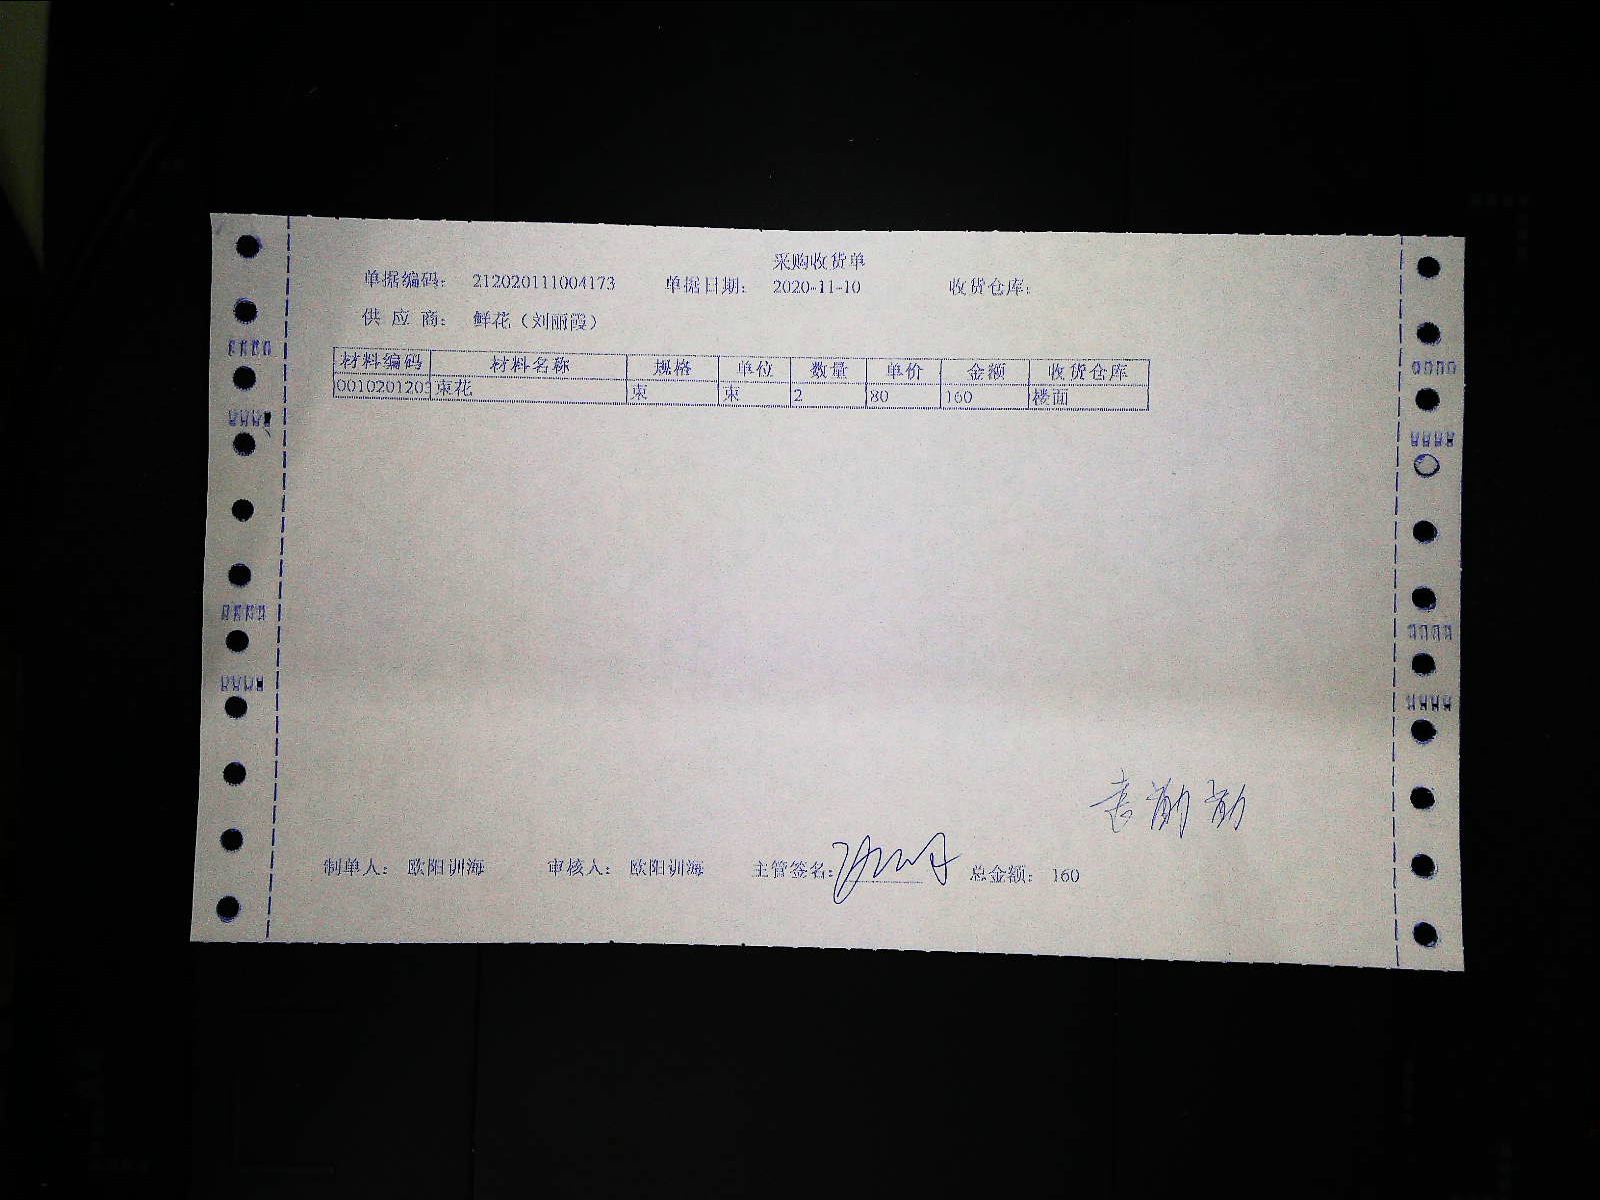 采购收货单
单据编码: 212020111004173 单据日期: 2020-11-10 收货仓库:
供 应 商: 鲜花（刘丽霞）
材料编码 材料名称 规格 单位 数量 单价 金额 收货仓库
0010201203 束花 束 束 2 80 160 楼面
制单人: 欧阳训海 审核人: 欧阳训海 主管签名: 总金额: 160